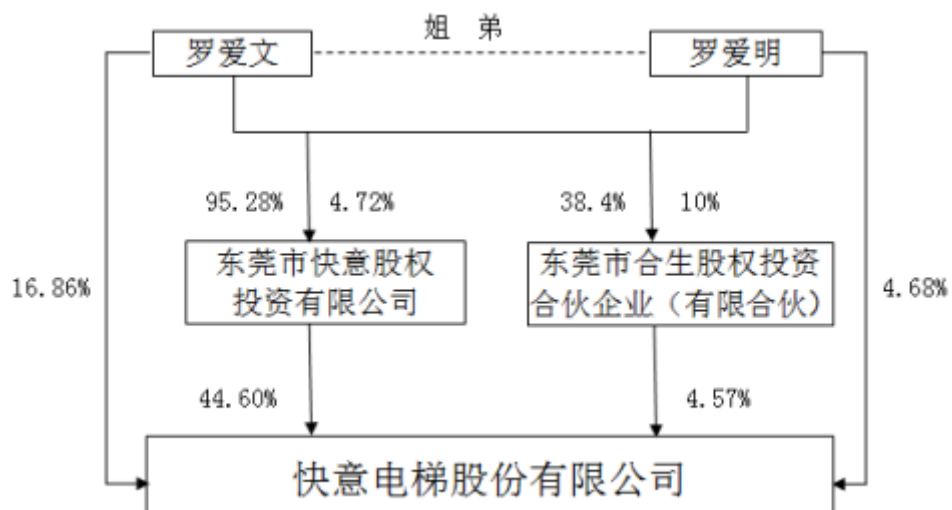 姐 弟
罗爱文
罗爱明
95.28%
4.72%
38.4%
10%
东莞市快意股权
投资有限公司
东莞市合生股权投资
合伙企业（有限合伙）
16.86%
4.68%
44.60%
4.57%
快意电梯股份有限公司